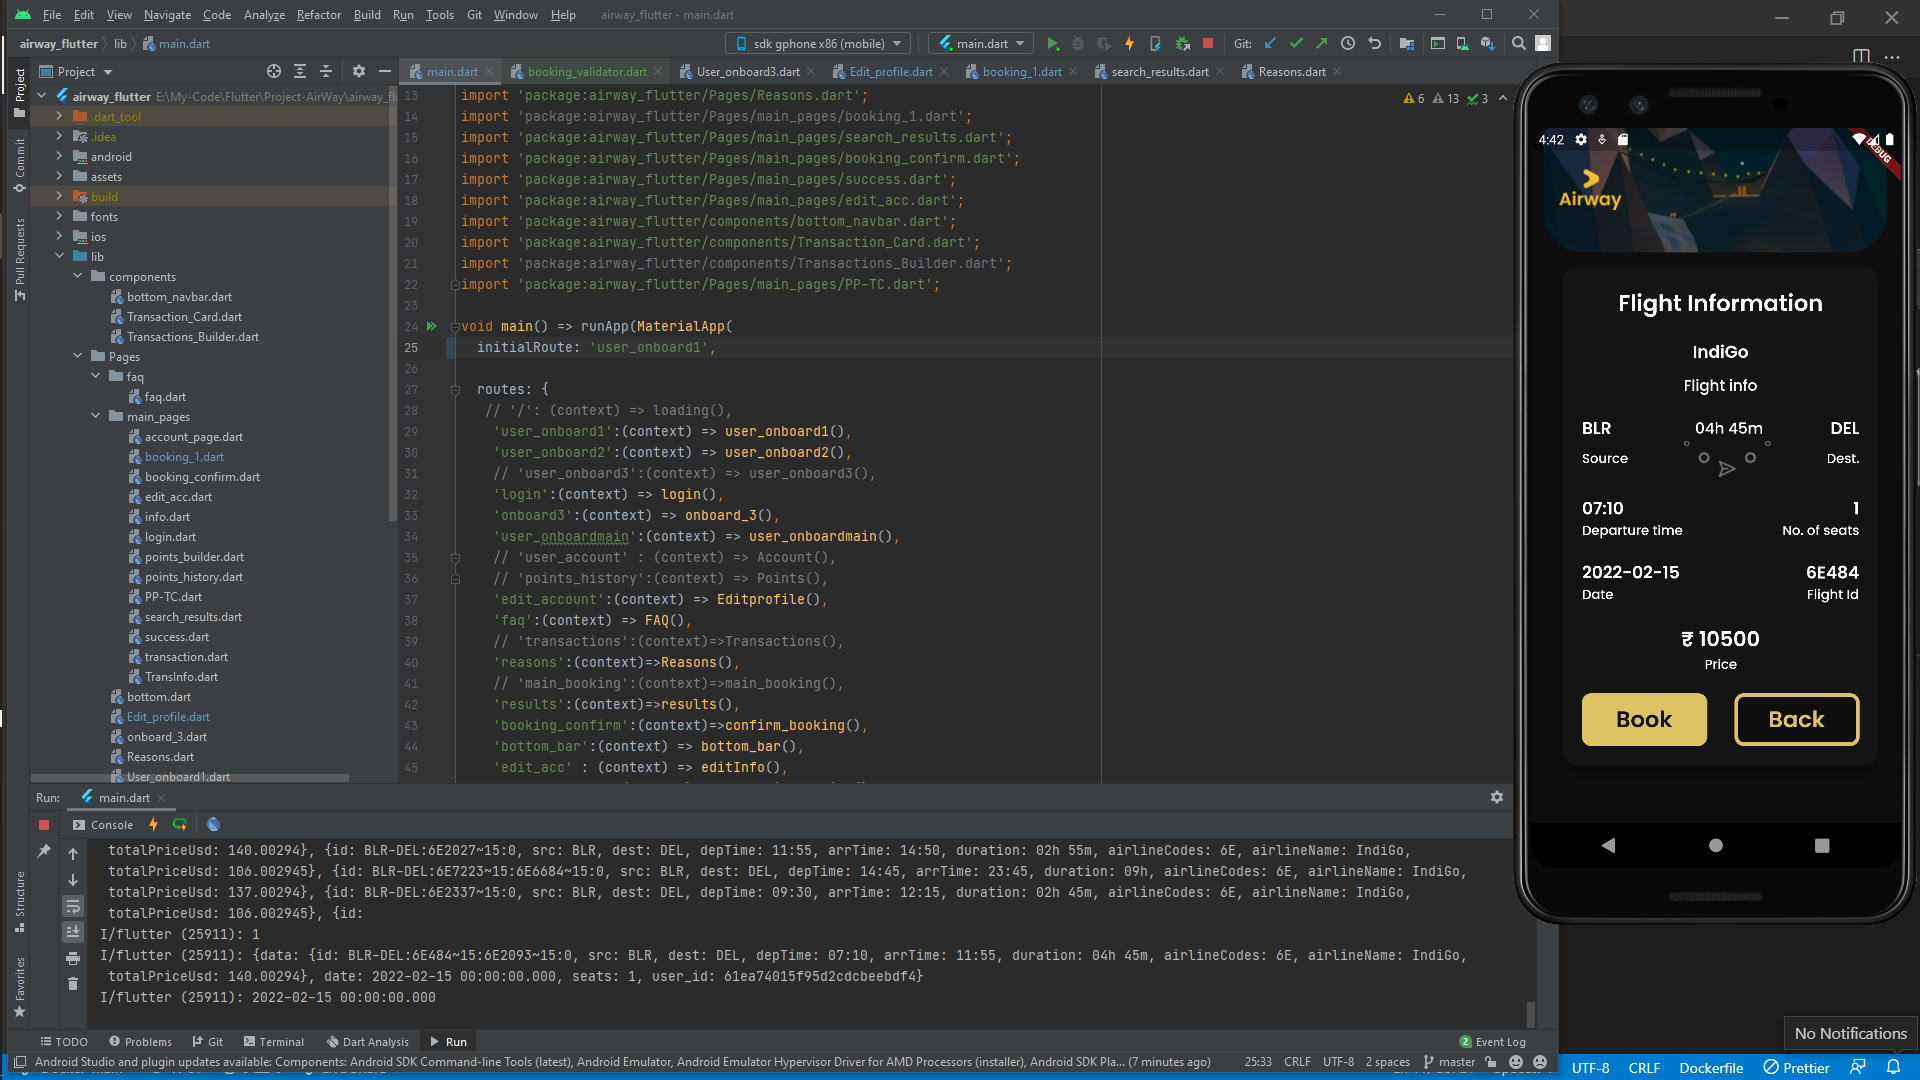 File Edit View Navigate Code Analyze Refactor Build Run Tools Git Window Help airway_flutter - main.dart
airway_flutter lib main.dart
sdk gphone x86 (mobile) main.dart Git:
Project
main.dart booking_validator.dart User_onboard3.dart Edit_profile.dart booking_1.dart search_results.dart Reasons.dart
Project
Commit
Pull Requests
Structure
Favorites
airway_flutter E:\My-Code\Flutter\Project-AirWay\airway_fl
.dart_tool
.idea
android
assets
build
fonts
ios
lib
components
bottom_navbar.dart
Transaction_Card.dart
Transactions_Builder.dart
Pages
faq
faq.dart
main_pages
account_page.dart
booking_1.dart
booking_confirm.dart
edit_acc.dart
info.dart
login.dart
points_builder.dart
points_history.dart
PP-TC.dart
search_results.dart
success.dart
transaction.dart
TransInfo.dart
bottom.dart
Edit_profile.dart
onboard_3.dart
Reasons.dart
User_onboard1.dart
6 13 3
13 import 'package:airway_flutter/Pages/Reasons.dart';
14 import 'package:airway_flutter/Pages/main_pages/booking_1.dart';
15 import 'package:airway_flutter/Pages/main_pages/search_results.dart';
16 import 'package:airway_flutter/Pages/main_pages/booking_confirm.dart';
17 import 'package:airway_flutter/Pages/main_pages/success.dart';
18 import 'package:airway_flutter/Pages/main_pages/edit_acc.dart';
19 import 'package:airway_flutter/components/bottom_navbar.dart';
20 import 'package:airway_flutter/components/Transaction_Card.dart';
21 import 'package:airway_flutter/components/Transactions_Builder.dart';
22 import 'package:airway_flutter/Pages/main_pages/PP-TC.dart';
23
24 void main() => runApp(MaterialApp(
25 initialRoute: 'user_onboard1',
26
27 routes: {
28 // '/': (context) => loading(),
29 'user_onboard1':(context) => user_onboard1(),
30 'user_onboard2':(context) => user_onboard2(),
31 // 'user_onboard3':(context) => user_onboard3(),
32 'login':(context) => login(),
33 'onboard3':(context) => onboard_3(),
34 'user_onboardmain':(context) => user_onboardmain(),
35 // 'user_account' : (context) => Account(),
36 // 'points_history':(context) => Points(),
37 'edit_account':(context) => Editprofile(),
38 'faq':(context) => FAQ(),
39 // 'transactions':(context)=>Transactions(),
40 'reasons':(context)=>Reasons(),
41 // 'main_booking':(context)=>main_booking(),
42 'results':(context)=>results(),
43 'booking_confirm':(context)=>confirm_booking(),
44 'bottom_bar':(context) => bottom_bar(),
45 'edit_acc' : (context) => editInfo(),
Run: main.dart
Console
totalPriceUsd: 140.00294}, {id: BLR-DEL:6E2027~15:0, src: BLR, dest: DEL, depTime: 11:55, arrTime: 14:50, duration: 02h 55m, airlineCodes: 6E, airlineName: IndiGo,
totalPriceUsd: 106.002945}, {id: BLR-DEL:6E7223~15:6E6684~15:0, src: BLR, dest: DEL, depTime: 14:45, arrTime: 23:45, duration: 09h, airlineCodes: 6E, airlineName: IndiGo,
totalPriceUsd: 137.00294}, {id: BLR-DEL:6E2337~15:0, src: BLR, dest: DEL, depTime: 09:30, arrTime: 12:15, duration: 02h 45m, airlineCodes: 6E, airlineName: IndiGo,
totalPriceUsd: 106.002945}, {id:
I/flutter (25911): 1
I/flutter (25911): {data: {id: BLR-DEL:6E484~15:6E2093~15:0, src: BLR, dest: DEL, depTime: 07:10, arrTime: 11:55, duration: 04h 45m, airlineCodes: 6E, airlineName: IndiGo,
totalPriceUsd: 140.00294}, date: 2022-02-15 00:00:00.000, seats: 1, user_id: 61ea74015f95d2cdcbeebdf4}
I/flutter (25911): 2022-02-15 00:00:00.000
TODO Problems Git Terminal Dart Analysis Run 2 Event Log
Android Studio and plugin updates available: Components: Android SDK Command-line Tools (latest), Android Emulator, Android Emulator Hypervisor Driver for AMD Processors (installer), Android SDK Pla... (7 minutes ago) 25:33 CRLF UTF-8 2 spaces master
4:42
DEBUG
Airway
Flight Information
IndiGo
Flight info
BLR 04h 45m DEL
Source Dest.
07:10 1
Departure time No. of seats
2022-02-15 6E484
Date Flight Id
₹ 10500
Price
Book Back
No Notifications
UTF-8 CRLF Dockerfile Prettier